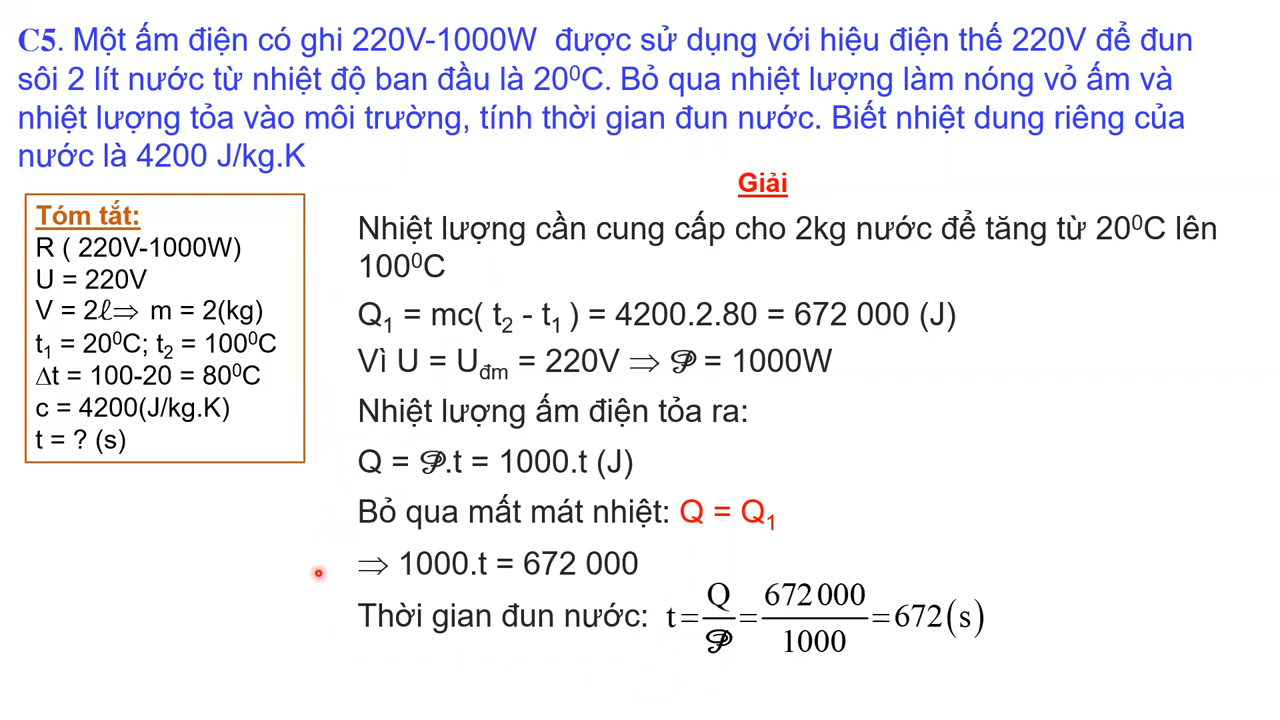 C5. Một ấm điện có ghi 220V-1000W được sử dụng với hiệu điện thế 220V để đun
sôi 2 lít nước từ nhiệt độ ban đầu là 20⁰C. Bỏ qua nhiệt lượng làm nóng vỏ ấm và
nhiệt lượng tỏa vào môi trường, tính thời gian đun nước. Biết nhiệt dung riêng của
nước là 4200 J/kg.K
Tóm tắt:
R ( 220V-1000W)
U = 220V
V = 2ℓ⇒ m = 2(kg)
t₁ = 20⁰C; t₂ = 100⁰C
Δt = 100-20 = 80⁰C
c = 4200(J/kg.K)
t = ? (s)
Giải
Nhiệt lượng cần cung cấp cho 2kg nước để tăng từ 20⁰C lên
100⁰C
Q₁ = mc( t₂ - t₁ ) = 4200.2.80 = 672 000 (J)
Vì U = Uđm = 220V ⇒ 𝒫 = 1000W
Nhiệt lượng ấm điện tỏa ra:
Q = 𝒫.t = 1000.t (J)
Bỏ qua mất mát nhiệt: Q = Q₁
⇒ 1000.t = 672 000
Thời gian đun nước: t = Q/𝒫 = 672000/1000 = 672(s)